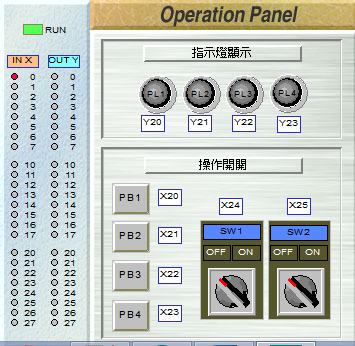 Operation Panel
RUN
IN X OUT Y
0 0
1 1
2 2
3 3
4 4
5 5
6 6
7 7
10 10
11 11
12 12
13 13
14 14
15 15
16 16
17 17
20 20
21 21
22 22
23 23
24 24
25 25
26 26
27 27
指示燈顯示
PL1 PL2 PL3 PL4
Y20 Y21 Y22 Y23
操作開開
PB1 X20
PB2 X21
PB3 X22
PB4 X23
X24 X25
SW1 SW2
OFF ON OFF ON